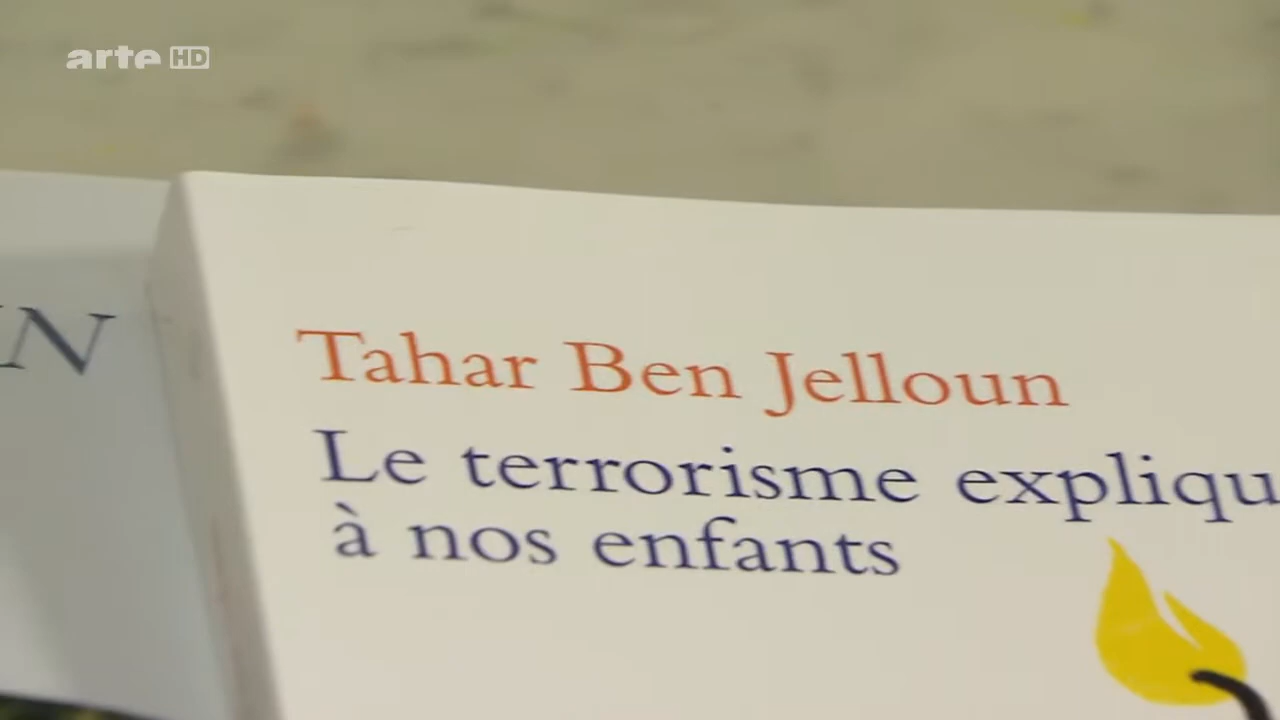 arte HD
N
Tahar Ben Jelloun
Le terrorisme expliqu
à nos enfants